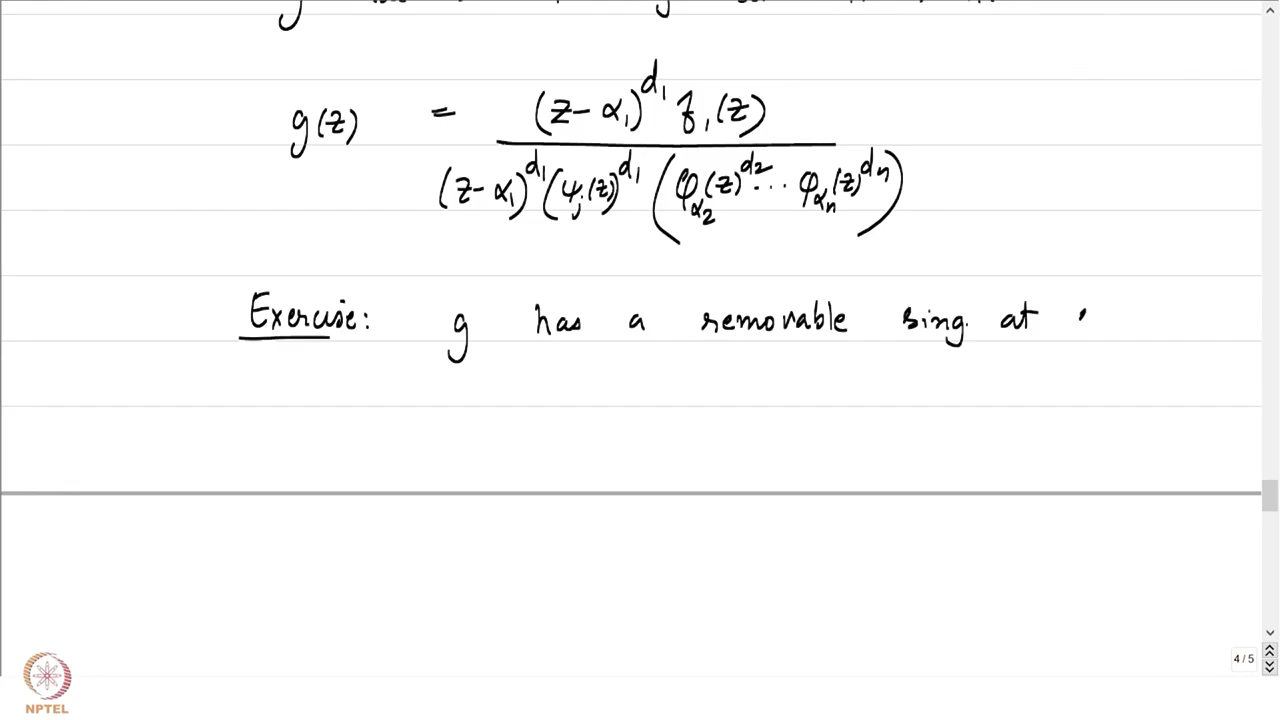 g(z) = (z-α₁)^{d₁} f₁(z) / (z-α₁)^{d₁} (ψⱼ(z))^{d₁} (φ_{α₂}(z)^{d₂} ... φ_{αₙ}(z)^{dₙ})
Exercise: g has a removable sing. at
4 / 5
NPTEL